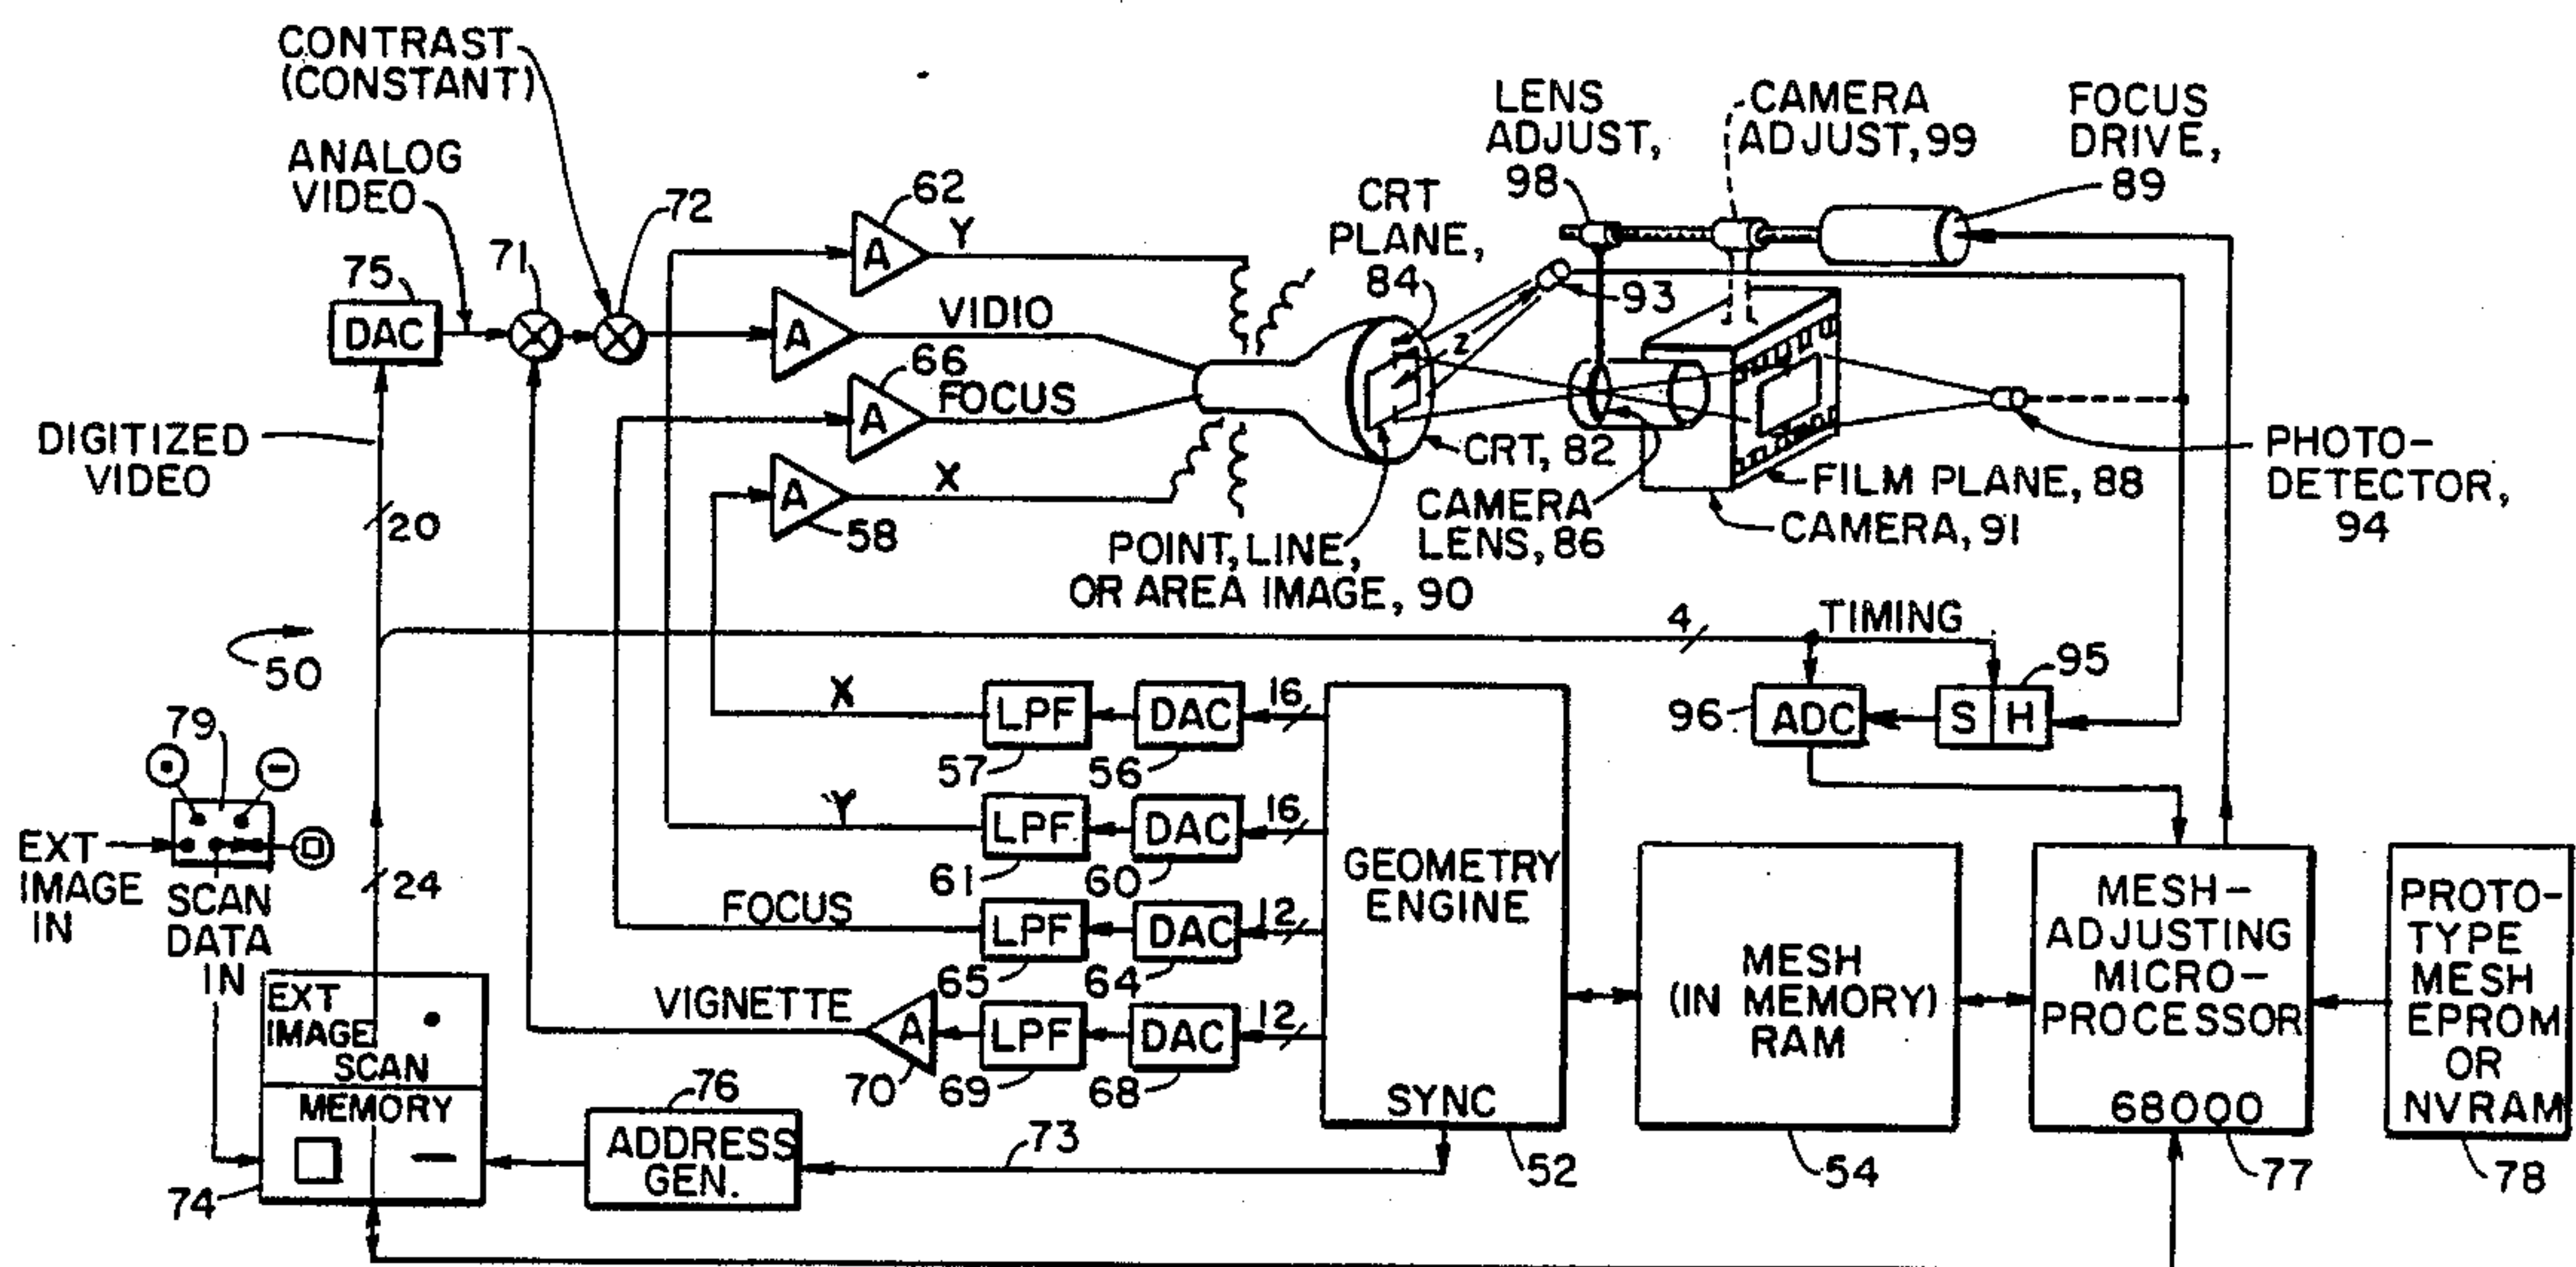 CONTRAST
(CONSTANT)
ANALOG
VIDEO
75
DAC
71
72
62
A
Y
A
VIDIO
66
A
FOCUS
A
X
58
CRT
PLANE,
84
z
LENS
ADJUST,
98
CAMERA
ADJUST, 99
FOCUS
DRIVE,
89
93
CRT, 82
CAMERA
LENS, 86
FILM PLANE, 88
CAMERA, 91
PHOTO-
DETECTOR,
94
POINT, LINE,
OR AREA IMAGE, 90
DIGITIZED
VIDEO
20
50
4
TIMING
95
96
ADC
S H
79
EXT
IMAGE
IN
SCAN
DATA
IN
24
X
LPF
57
DAC
56
16
Y
LPF
61
DAC
60
16
FOCUS
LPF
65
DAC
64
12
VIGNETTE
A
70
LPF
69
DAC
68
12
GEOMETRY
ENGINE
SYNC
52
MESH
(IN MEMORY)
RAM
54
MESH-
ADJUSTING
MICRO-
PROCESSOR
68000
77
PROTO-
TYPE
MESH
EPROM
OR
NVRAM
78
EXT
IMAGE
SCAN
MEMORY
74
76
ADDRESS
GEN.
73